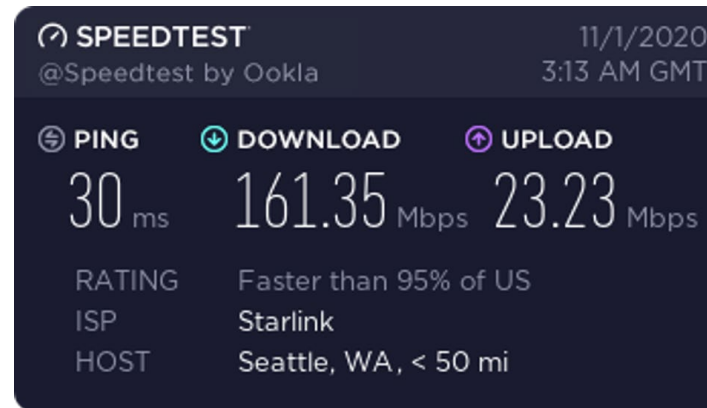 SPEEDTEST
11/1/2020
@Speedtest by Ookla
3:13 AM GMT
PING
DOWNLOAD
UPLOAD
30 ms
161.35 Mbps
23.23 Mbps
RATING Faster than 95% of US
ISP Starlink
HOST Seattle, WA, < 50 mi